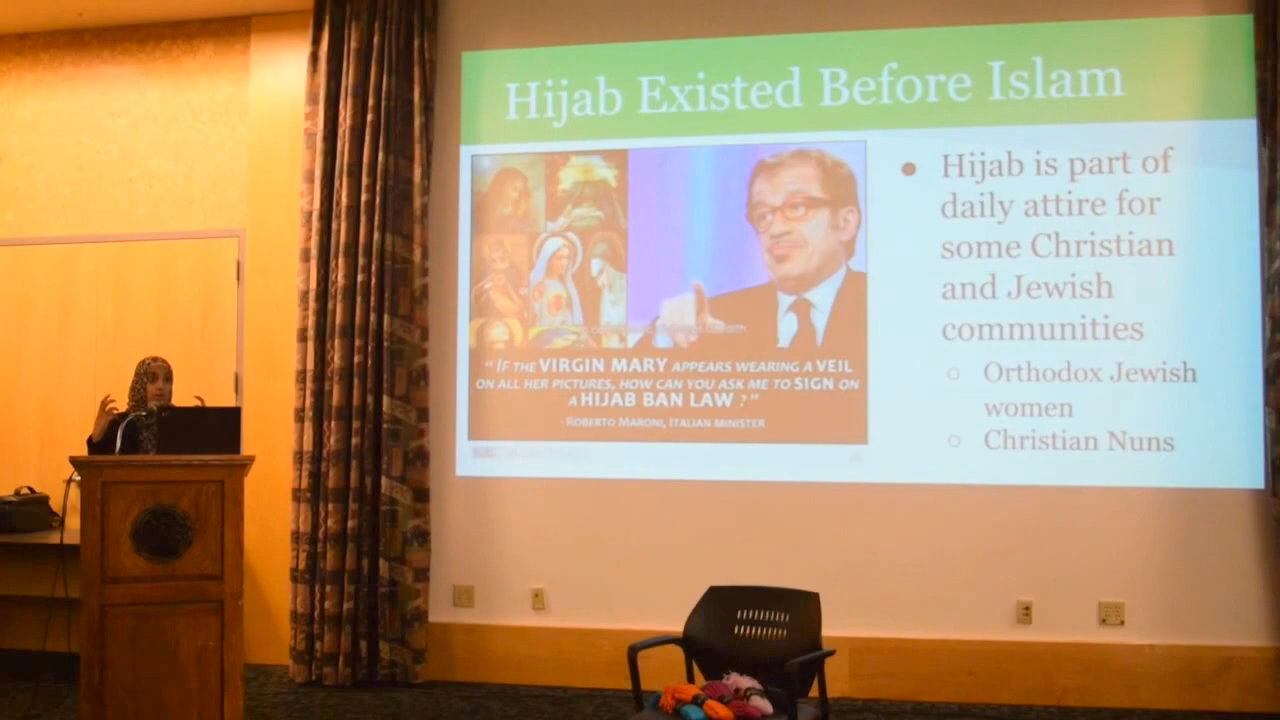 Hijab Existed Before Islam
“ IF THE VIRGIN MARY APPEARS WEARING A VEIL
ON ALL HER PICTURES, HOW CAN YOU ASK ME TO SIGN ON
A HIJAB BAN LAW ? ”
- ROBERTO MARONI, ITALIAN MINISTER
● Hijab is part of
daily attire for
some Christian
and Jewish
communities
○ Orthodox Jewish
women
○ Christian Nuns